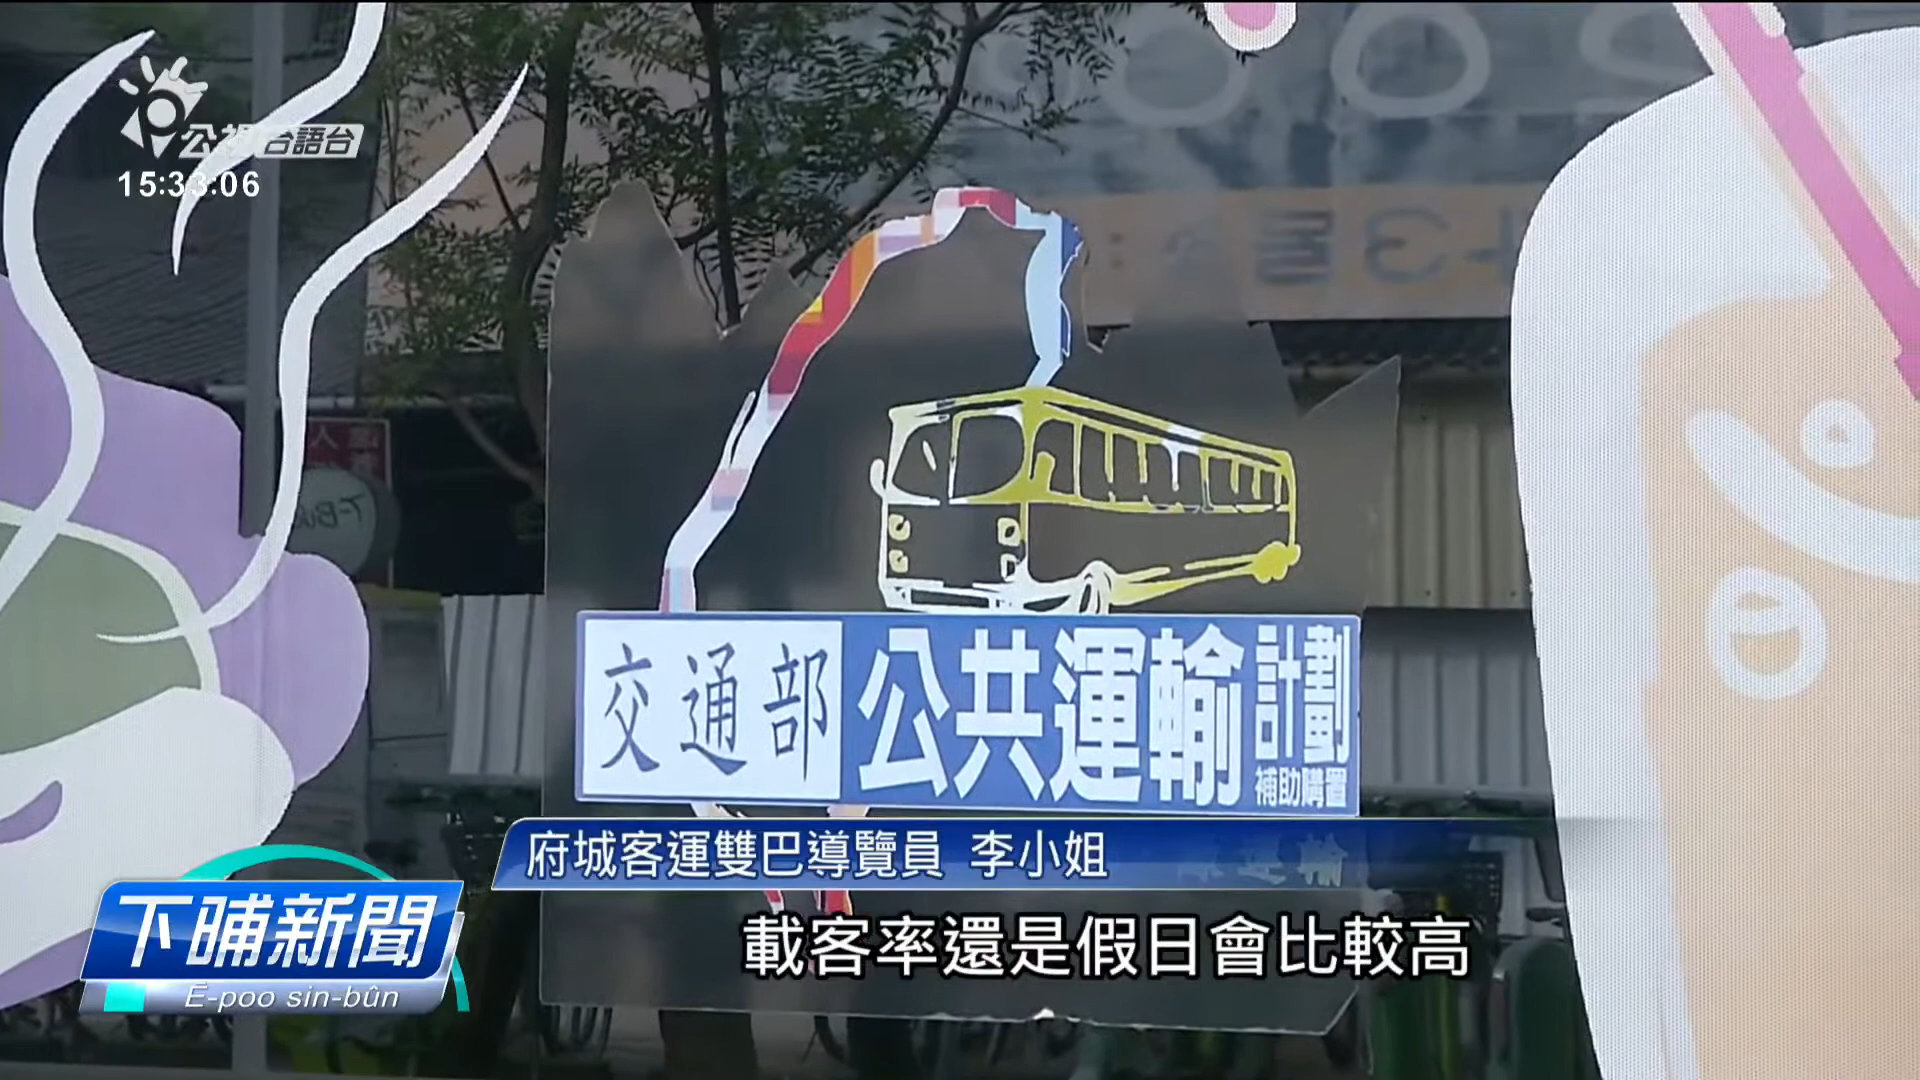 公視台語台
15:33:06
交通部
公共運輸計劃
補助購置
府城客運雙巴導覽員 李小姐
下晡新聞
Ē-poo sin-bûn
載客率還是假日會比較高